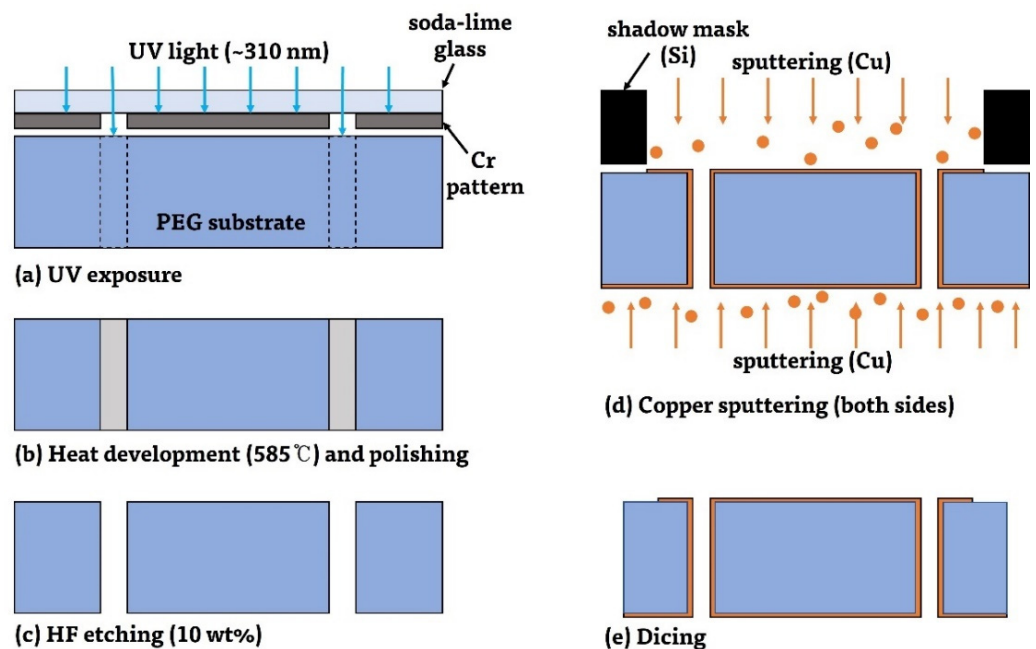 soda-lime
glass
UV light (~310 nm)
Cr
pattern
PEG substrate
(a) UV exposure
(b) Heat development (585℃) and polishing
(c) HF etching (10 wt%)
shadow mask
(Si)
sputtering (Cu)
sputtering (Cu)
(d) Copper sputtering (both sides)
(e) Dicing